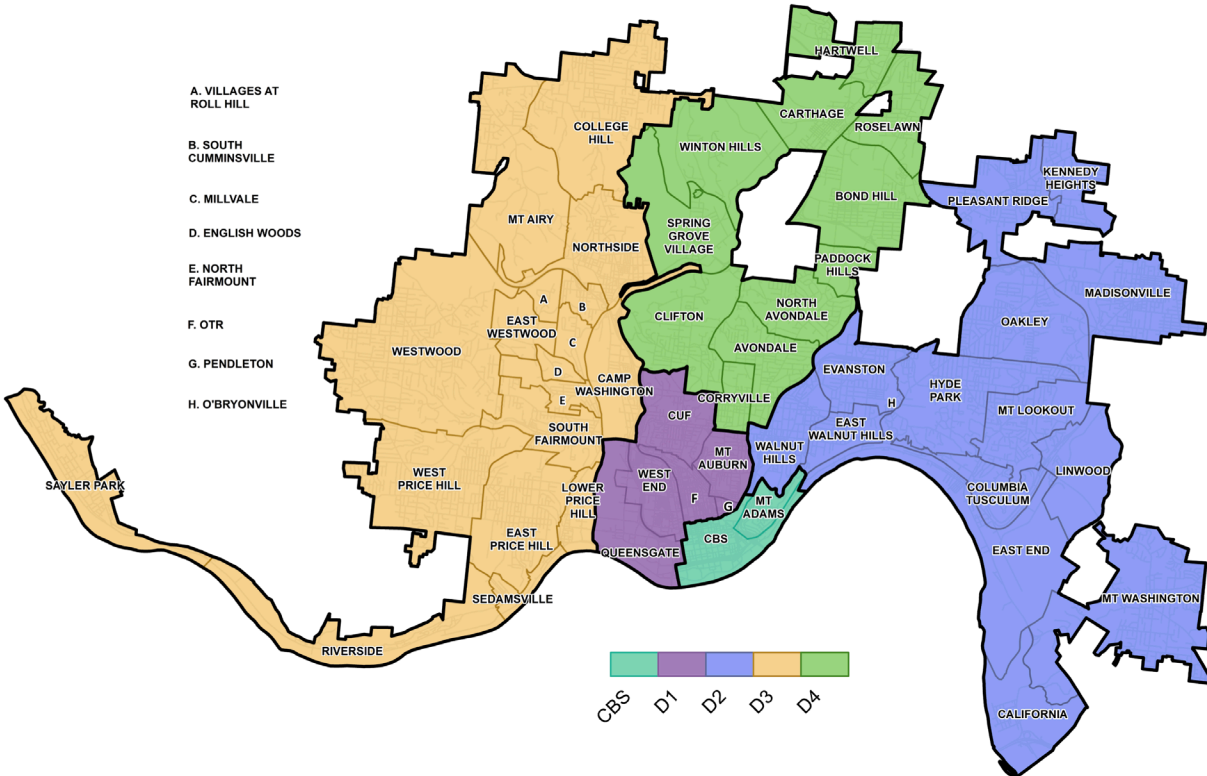 A. VILLAGES AT
ROLL HILL
B. SOUTH
CUMMINSVILLE
C. MILLVALE
D. ENGLISH WOODS
E. NORTH
FAIRMOUNT
F. OTR
G. PENDLETON
H. O'BRYONVILLE
HARTWELL
CARTHAGE
ROSELAWN
COLLEGE
HILL
WINTON HILLS
KENNEDY
HEIGHTS
PLEASANT RIDGE
BOND HILL
MT AIRY
NORTHSIDE
SPRING
GROVE
VILLAGE
PADDOCK
HILLS
MADISONVILLE
A
B
EAST
WESTWOOD
CLIFTON
NORTH
AVONDALE
OAKLEY
WESTWOOD
C
AVONDALE
D
CAMP
WASHINGTON
EVANSTON
HYDE
PARK
E
CORRYVILLE
H
MT LOOKOUT
CUF
SOUTH
FAIRMOUNT
EAST
WALNUT HILLS
WALNUT
HILLS
MT
AUBURN
LINWOOD
WEST
PRICE HILL
WEST
END
SAYLER PARK
LOWER
PRICE
HILL
COLUMBIA
TUSCULUM
F
G
MT
ADAMS
EAST
PRICE HILL
CBS
QUEENSGATE
EAST END
SEDAMSVILLE
MT WASHINGTON
RIVERSIDE
CALIFORNIA
CBS
D1
D2
D3
D4